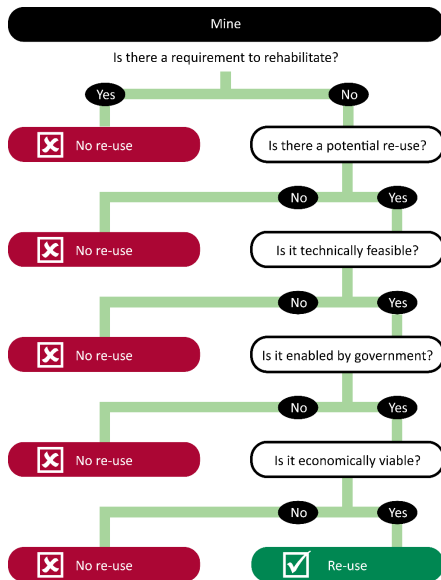 Mine
Is there a requirement to rehabilitate?
Yes
No
No re-use
Is there a potential re-use?
No
Yes
No re-use
Is it technically feasible?
No
Yes
No re-use
Is it enabled by government?
No
Yes
No re-use
Is it economically viable?
No
Yes
No re-use
Re-use